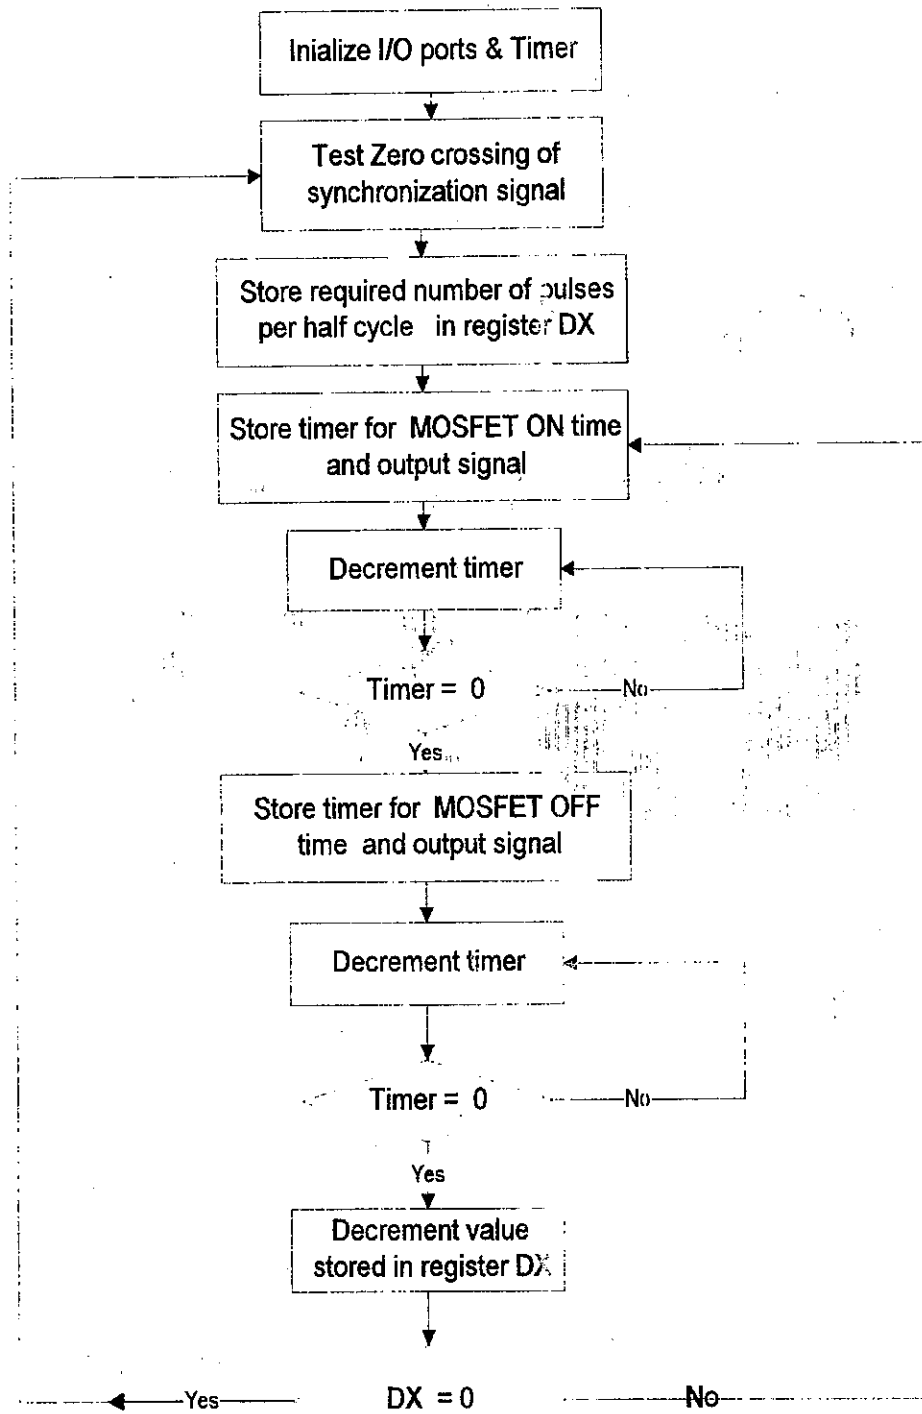 Inialize I/O ports & Timer
Test Zero crossing of
synchronization signal
Store required number of pulses
per half cycle in register DX
Store timer for MOSFET ON time
and output signal
Decrement timer
Timer = 0
No
Yes
Store timer for MOSFET OFF
time and output signal
Decrement timer
Timer = 0
No
Yes
Decrement value
stored in register DX
Yes
DX = 0
No